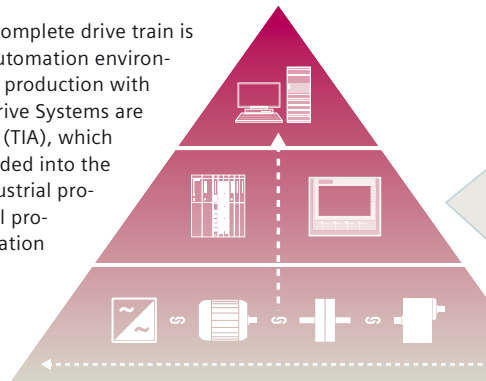 omplete drive train is
utomation environ-
production with
rive Systems are
(TIA), which
ded into the
ustrial pro-
l pro-
ation